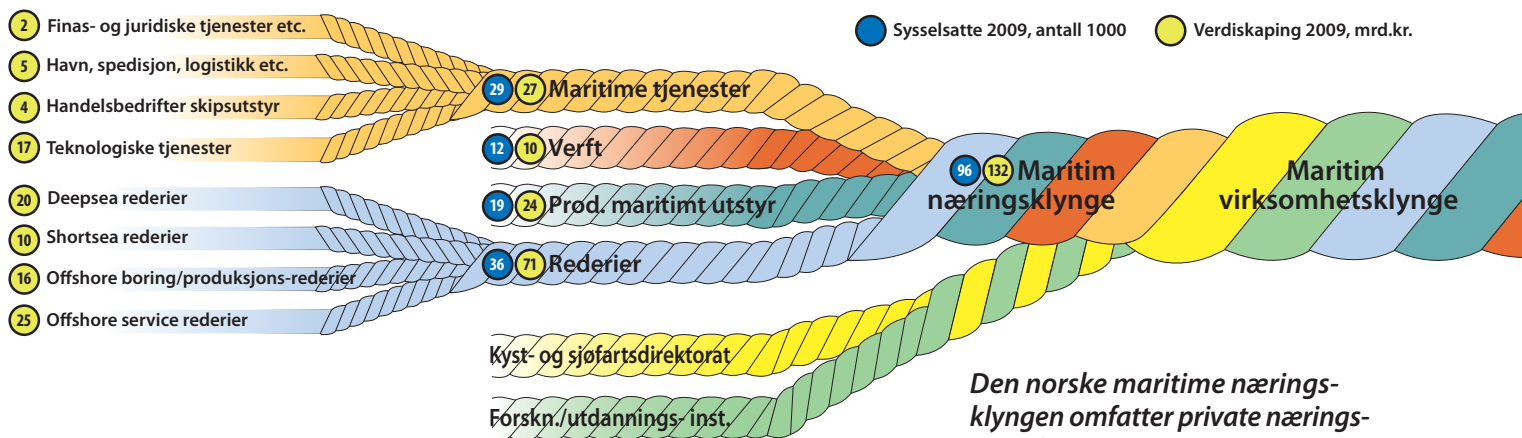 2 Finas- og juridiske tjenester etc.
5 Havn, spedisjon, logistikk etc.
4 Handelsbedrifter skipsutstyr
17 Teknologiske tjenester
20 Deepsea rederier
10 Shortsea rederier
16 Offshore boring/produksjons-rederier
25 Offshore service rederier
Sysselsatte 2009, antall 1000
Verdiskaping 2009, mrd.kr.
29 27 Maritime tjenester
12 10 Verft
19 24 Prød. maritimt utstyr
36 71 Rederier
Kyst- og sjøfartsdirektorat
Forskn./utdannings- inst.
96 132 Maritim
næringsklynge
Maritim
virksomhetsklynge
Den norske maritime nærings-
klyngen omfatter private nærings-